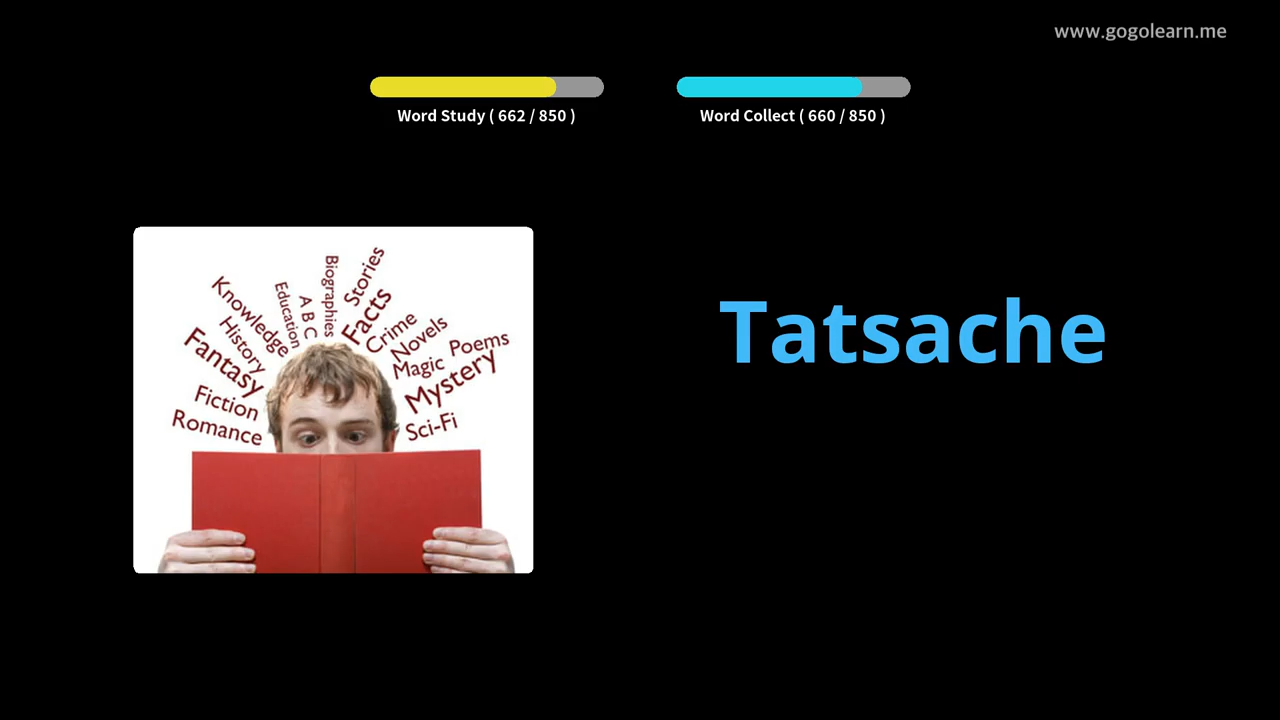 www.gogolearn.me
Word Study ( 662 / 850 )
Word Collect ( 660 / 850 )
Tatsache
Romance
Fiction
Fantasy
History
Knowledge
Education
A B C
Biographies
Stories
Facts
Crime
Novels
Magic
Poems
Mystery
Sci-Fi